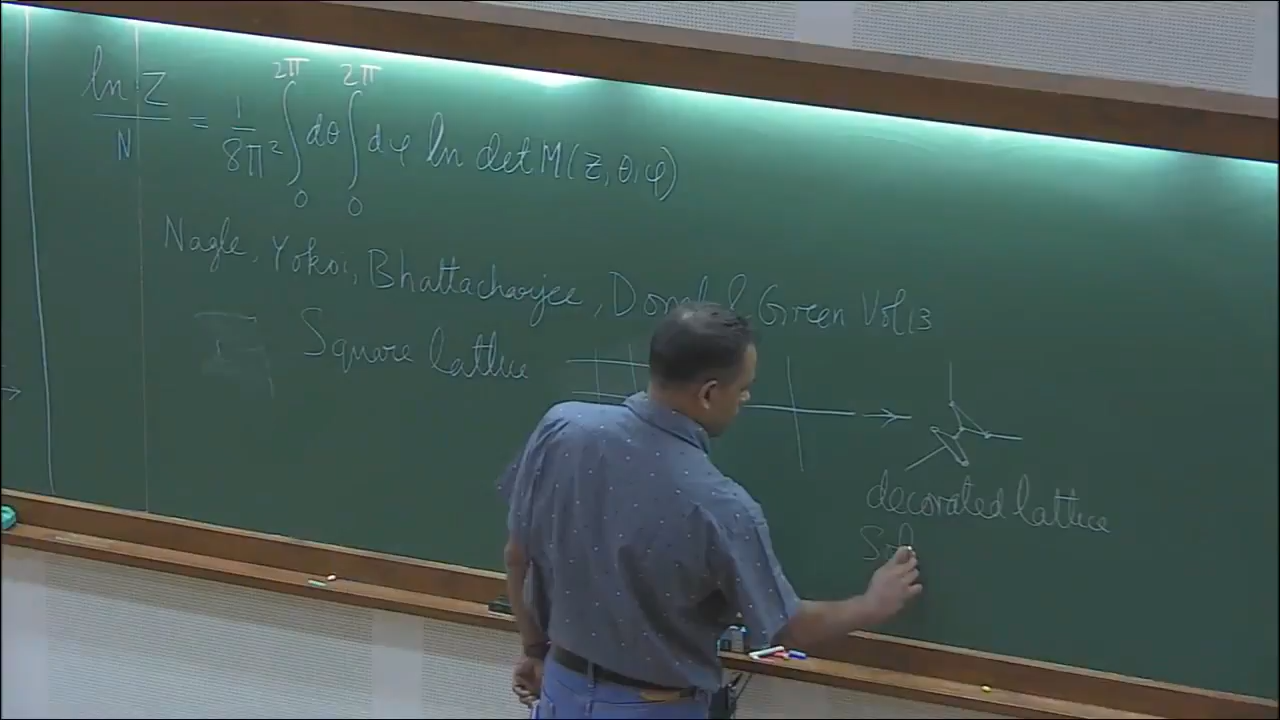 ln Z / N = 1/8π² ∫₀^2π dθ ∫₀^2π dφ ln det M(Z, θ, φ)
Nagle, Yokoi, Bhattacharjee, & Green Vol 13
Square lattice
decorated lattice